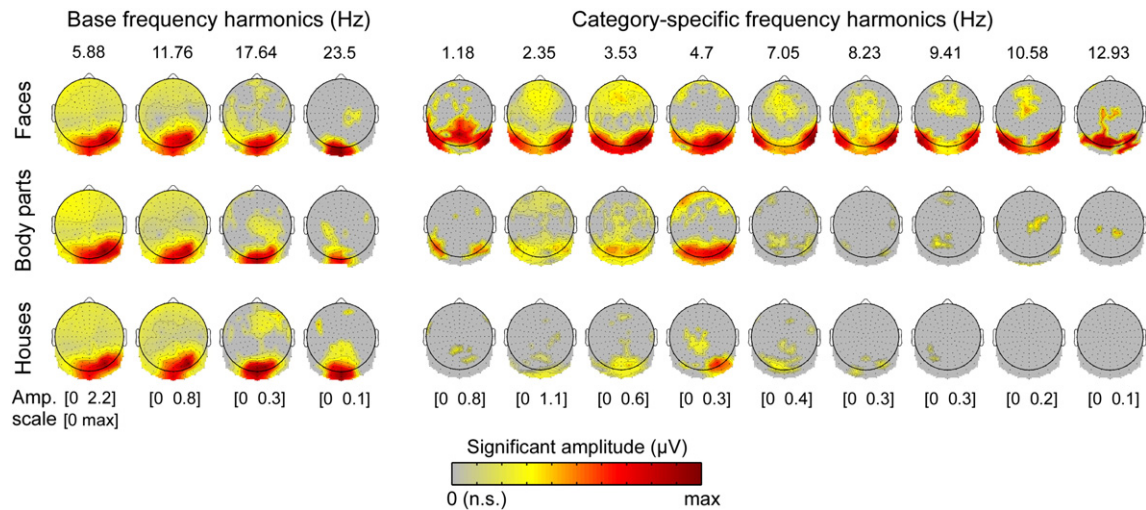 Base frequency harmonics (Hz) Category-specific frequency harmonics (Hz)
5.88 11.76 17.64 23.5 1.18 2.35 3.53 4.7 7.05 8.23 9.41 10.58 12.93
Faces
Body parts
Houses
Amp. [0 2.2] [0 0.8] [0 0.3] [0 0.1] [0 0.8] [0 1.1] [0 0.6] [0 0.3] [0 0.4] [0 0.3] [0 0.3] [0 0.2] [0 0.1]
scale [0 max]
Significant amplitude (μV)
0 (n.s.) max